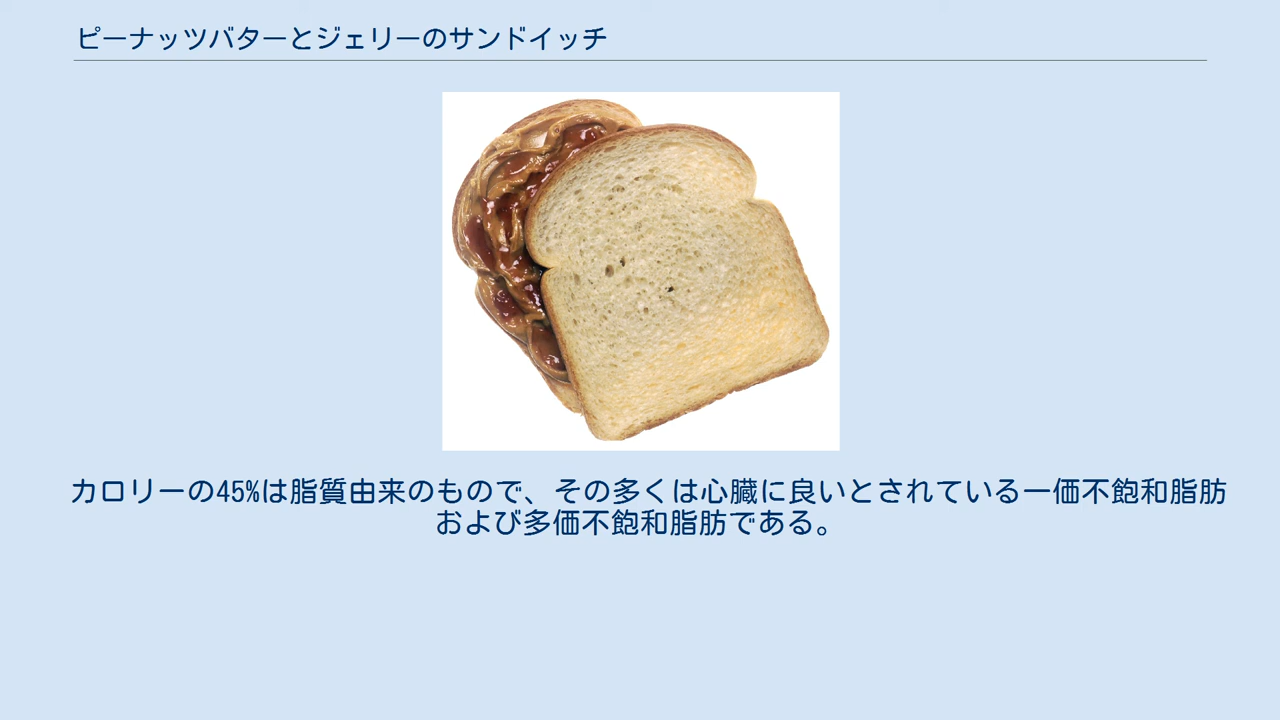 ピーナッツバターとジェリーのサンドイッチ
カロリーの45%は脂質由来のもので、その多くは心臓に良いとされている一価不飽和脂肪
および多価不飽和脂肪である。